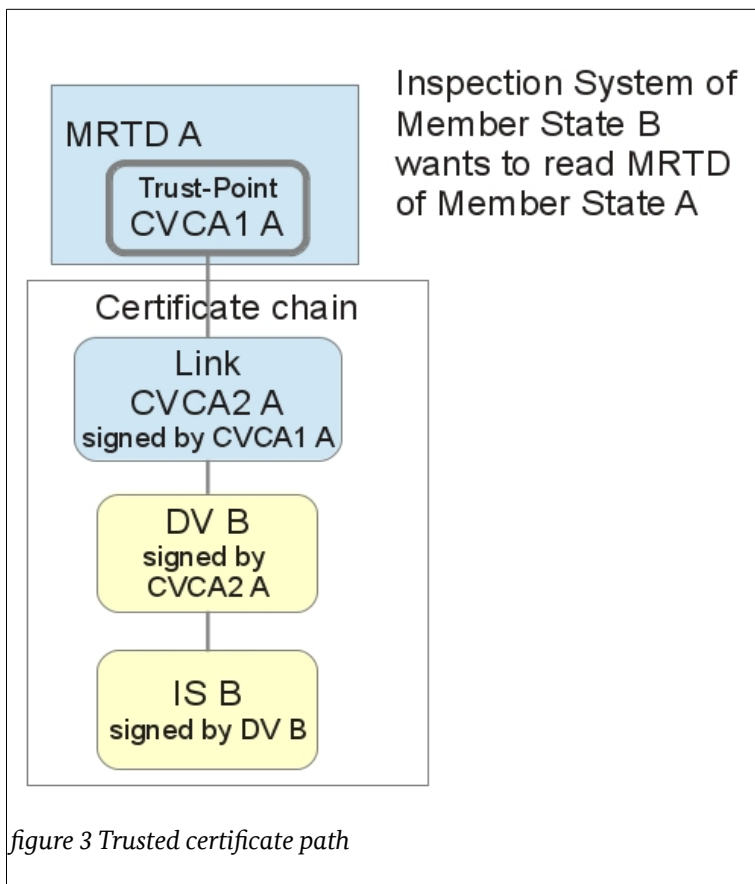 MRTD A
Trust-Point
CVCA1 A
Inspection System of
Member State B
wants to read MRTD
of Member State A
Certificate chain
Link
CVCA2 A
signed by CVCA1 A
DV B
signed by
CVCA2 A
IS B
signed by DV B
figure 3 Trusted certificate path